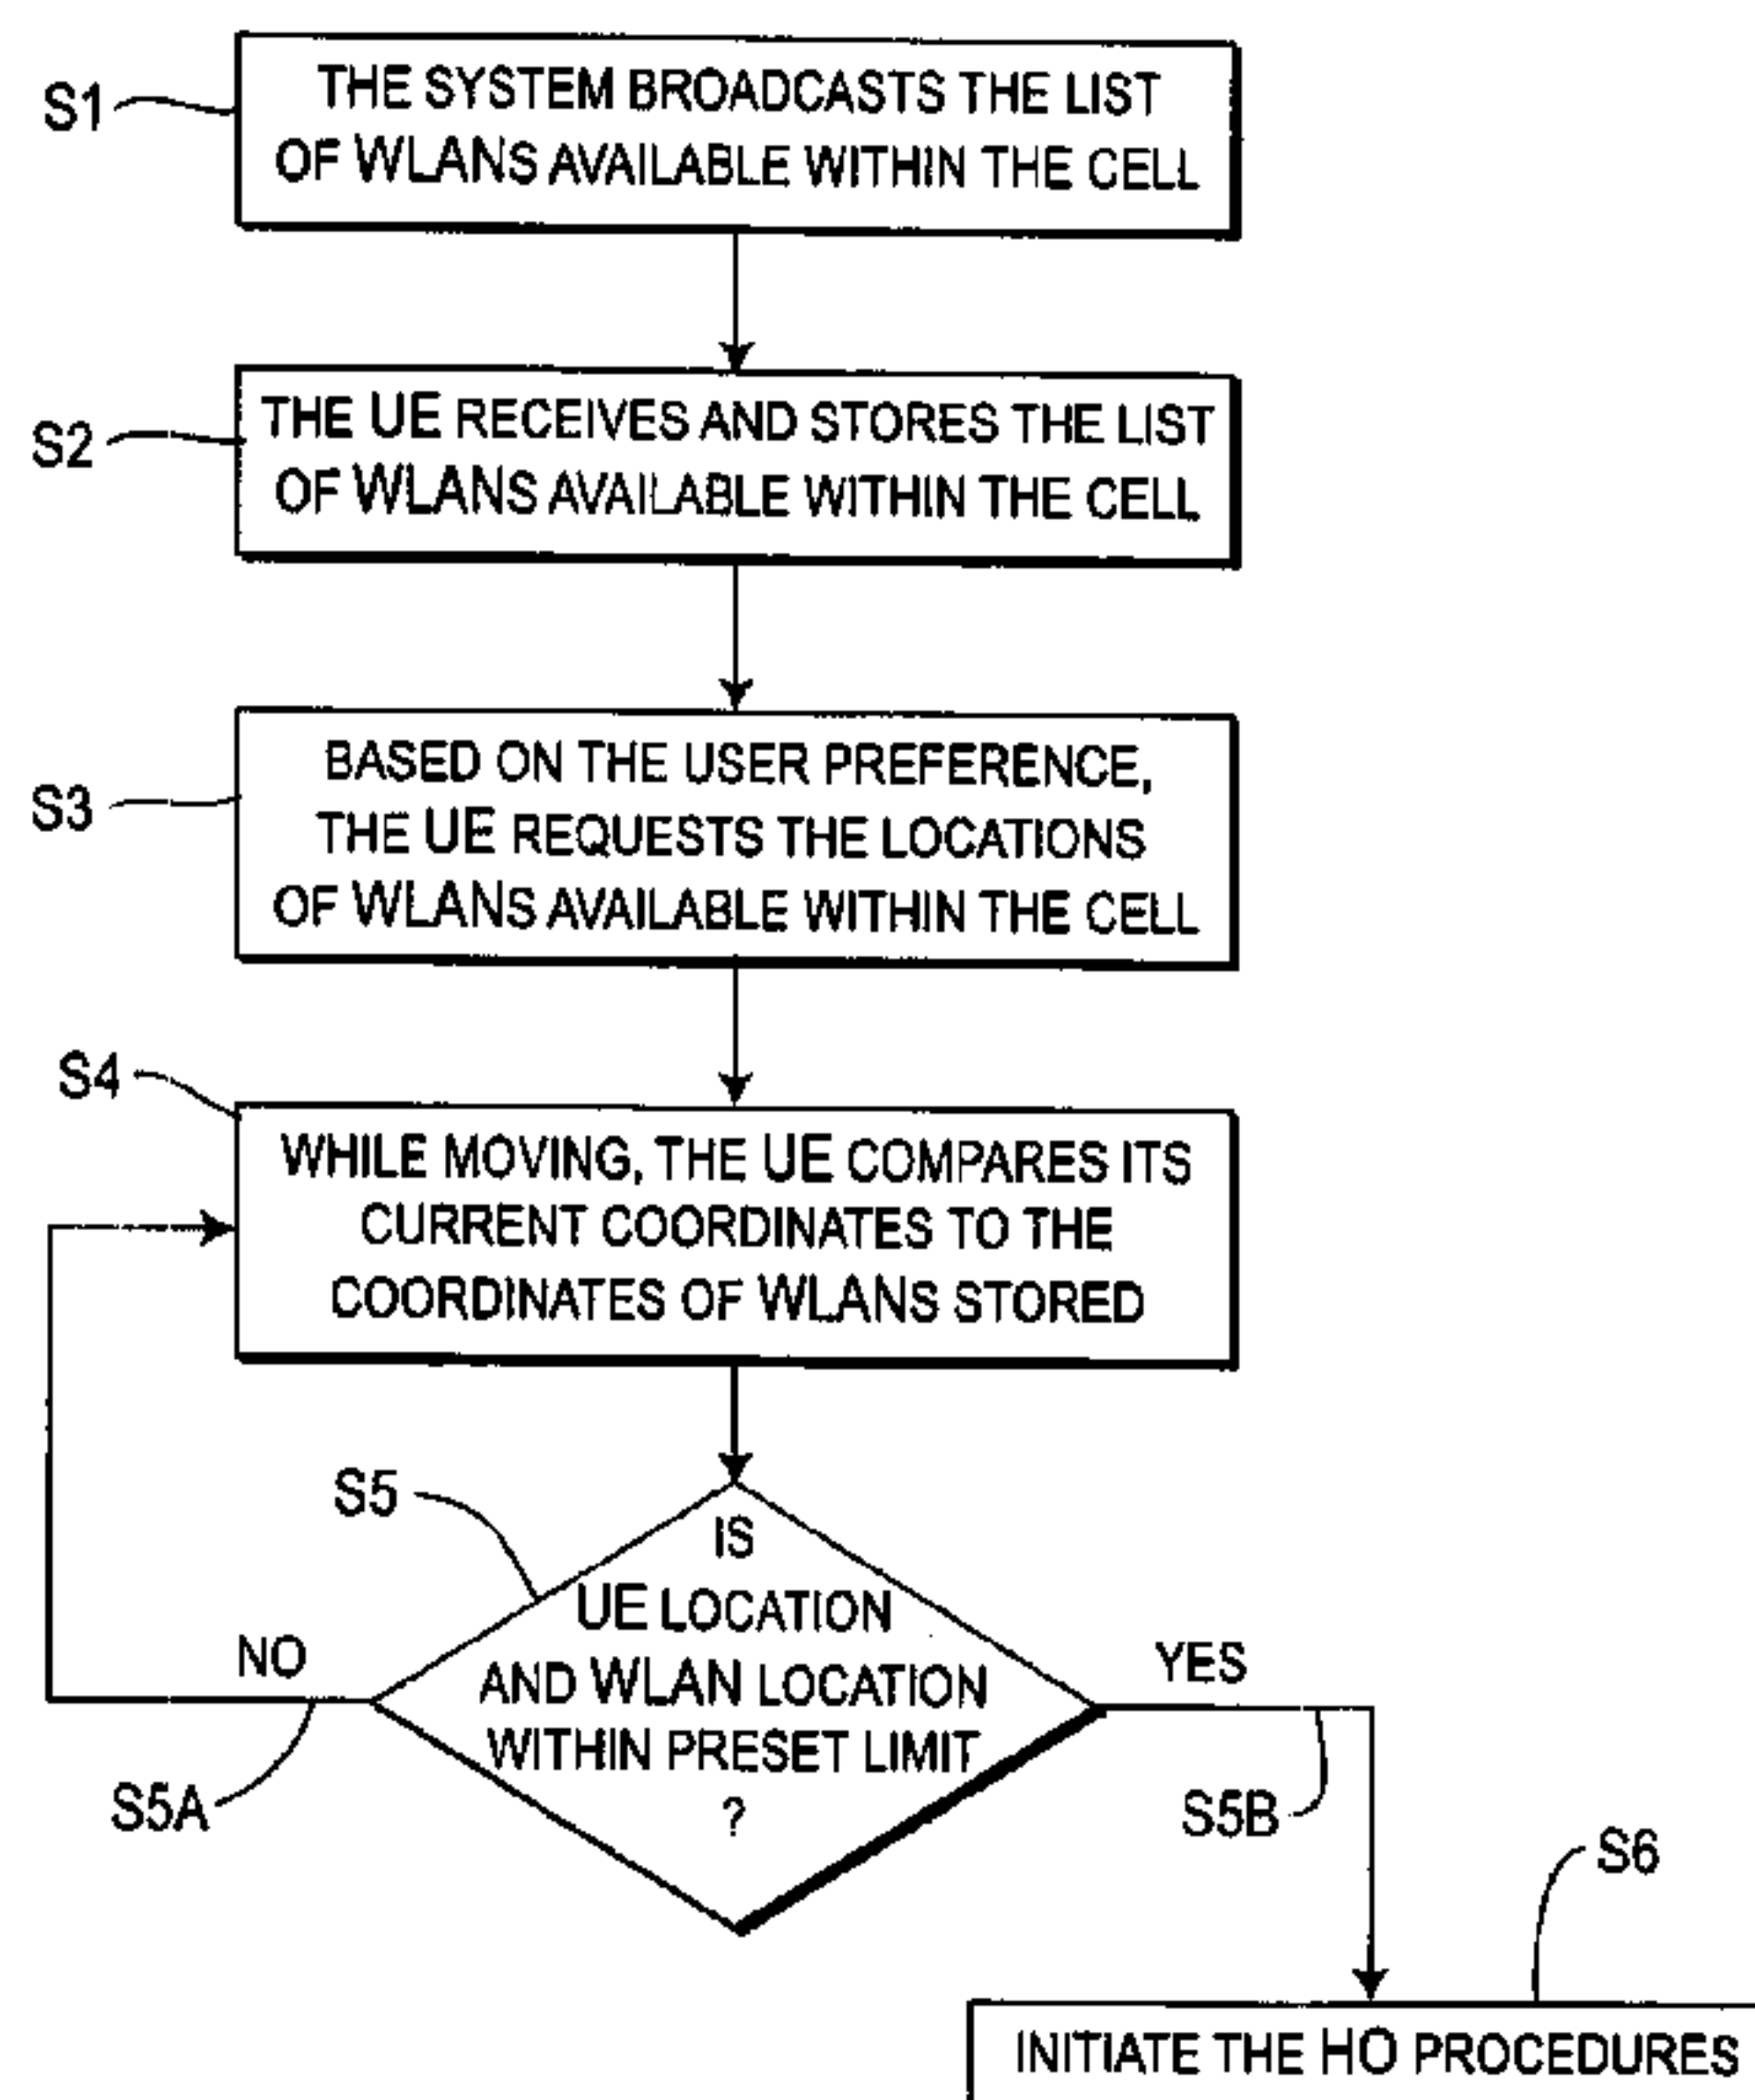 S1
THE SYSTEM BROADCASTS THE LIST
OF WLANS AVAILABLE WITHIN THE CELL
S2
THE UE RECEIVES AND STORES THE LIST
OF WLANS AVAILABLE WITHIN THE CELL
S3
BASED ON THE USER PREFERENCE,
THE UE REQUESTS THE LOCATIONS
OF WLANS AVAILABLE WITHIN THE CELL
S4
WHILE MOVING, THE UE COMPARES ITS
CURRENT COORDINATES TO THE
COORDINATES OF WLANS STORED
S5
IS
UE LOCATION
AND WLAN LOCATION
WITHIN PRESET LIMIT
?
NO
YES
S5A
S5B
S6
INITIATE THE HO PROCEDURES